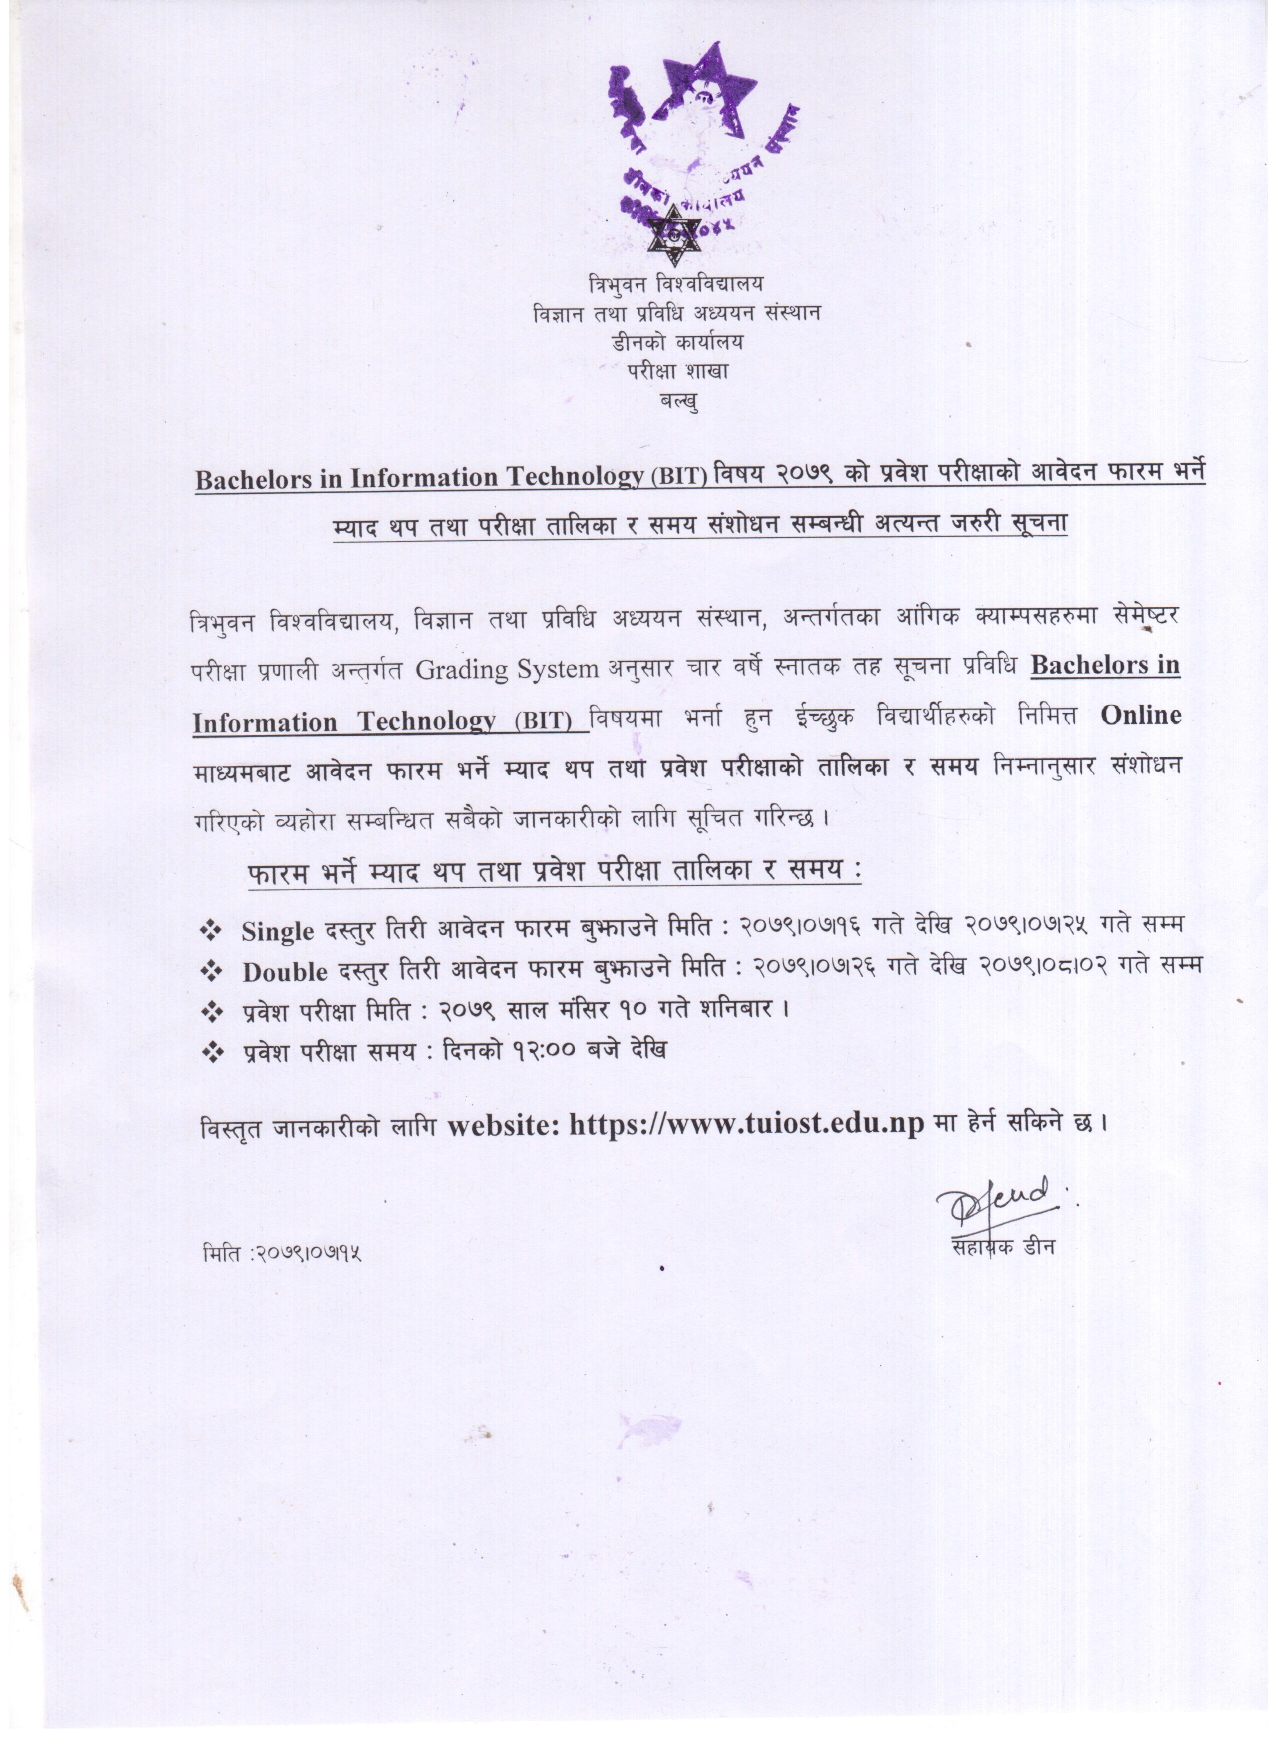 ध्ययन संस्थान
डीनको कार्यालय
त्रिभुवन विश्वविद्यालय
विज्ञान तथा प्रविधि अध्ययन संस्थान
डीनको कार्यालय
परीक्षा शाखा
बल्खु
Bachelors in Information Technology (BIT) विषय २०७९ को प्रवेश परीक्षाको आवेदन फारम भर्ने
म्याद थप तथा परीक्षा तालिका र समय संशोधन सम्बन्धी अत्यन्त जरुरी सूचना
त्रिभुवन विश्वविद्यालय, विज्ञान तथा प्रविधि अध्ययन संस्थान, अन्तर्गतका आंगिक क्याम्पसहरुमा सेमेष्टर
परीक्षा प्रणाली अन्तर्गत Grading System अनुसार चार वर्षे स्नातक तह सूचना प्रविधि Bachelors in
Information Technology (BIT) विषयमा भर्ना हुन ईच्छुक विद्यार्थीहरुको निमित्त Online
माध्यमबाट आवेदन फारम भर्ने म्याद थप तथा प्रवेश परीक्षाको तालिका र समय निम्नानुसार संशोधन
गरिएको व्यहोरा सम्बन्धित सबैको जानकारीको लागि सूचित गरिन्छ ।
फारम भर्ने म्याद थप तथा प्रवेश परीक्षा तालिका र समय :
❖ Single दस्तुर तिरी आवेदन फारम बुझाउने मिति : २०७९।०७।१६ गते देखि २०७९।०७।२५ गते सम्म
❖ Double दस्तुर तिरी आवेदन फारम बुझाउने मिति : २०७९।०७।२६ गते देखि २०७९।०८।०२ गते सम्म
❖ प्रवेश परीक्षा मिति : २०७९ साल मंसिर १० गते शनिबार ।
❖ प्रवेश परीक्षा समय : दिनको १२:०० बजे देखि
विस्तृत जानकारीको लागि website: https://www.tuiost.edu.np मा हेर्न सकिने छ ।
सहायक डीन
मिति :२०७९।०७।१५